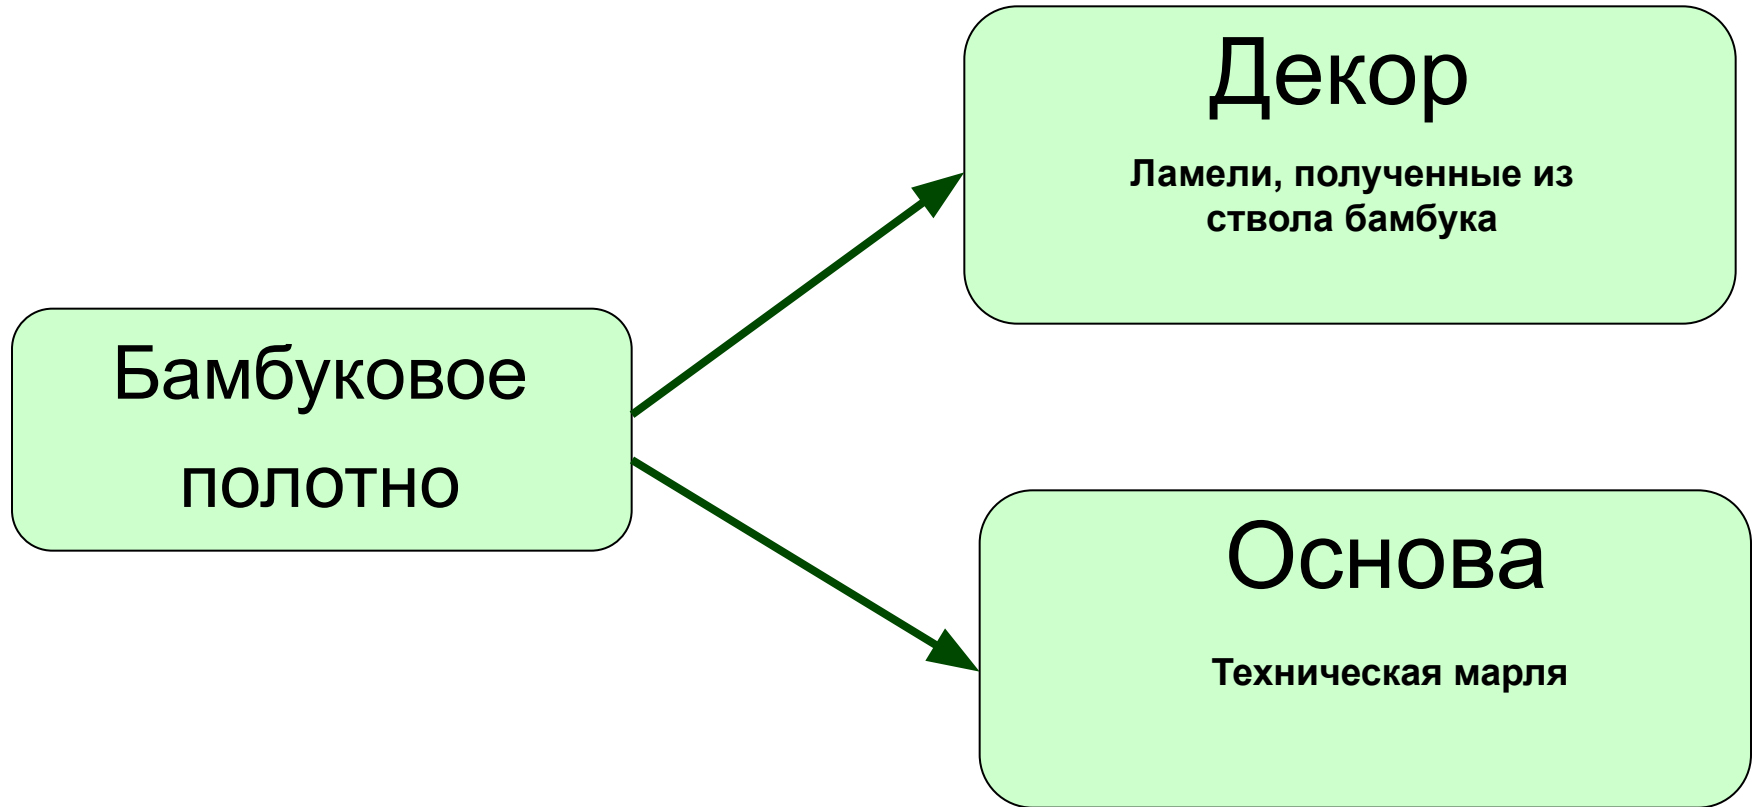 Декор
Ламели, полученные из
ствола бамбука
Бамбуковое
полотно
Основа
Техническая марля